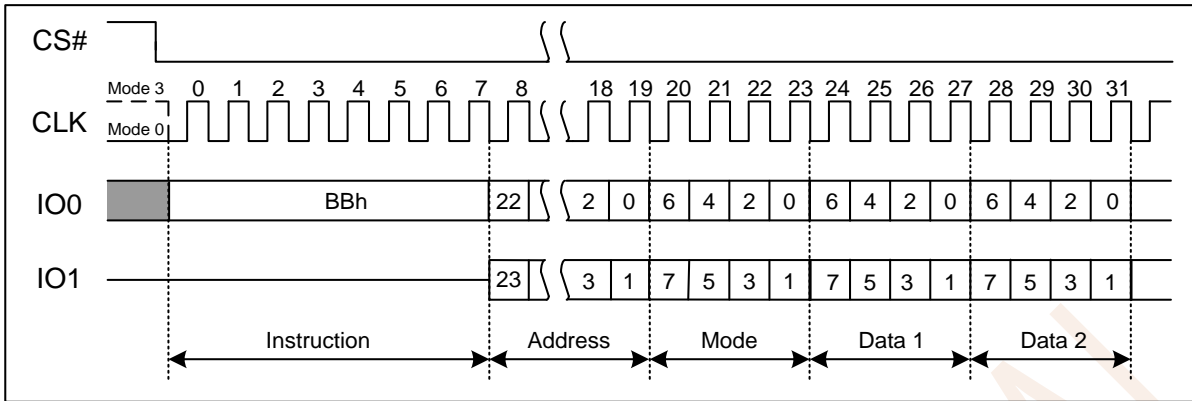 CS#
Mode 3 0 1 2 3 4 5 6 7 8 18 19 20 21 22 23 24 25 26 27 28 29 30 31
CLK
Mode 0
IO0 BBh 22 2 0 6 4 2 0 6 4 2 0 6 4 2 0
IO1 23 3 1 7 5 3 1 7 5 3 1 7 5 3 1
Instruction Address Mode Data 1 Data 2